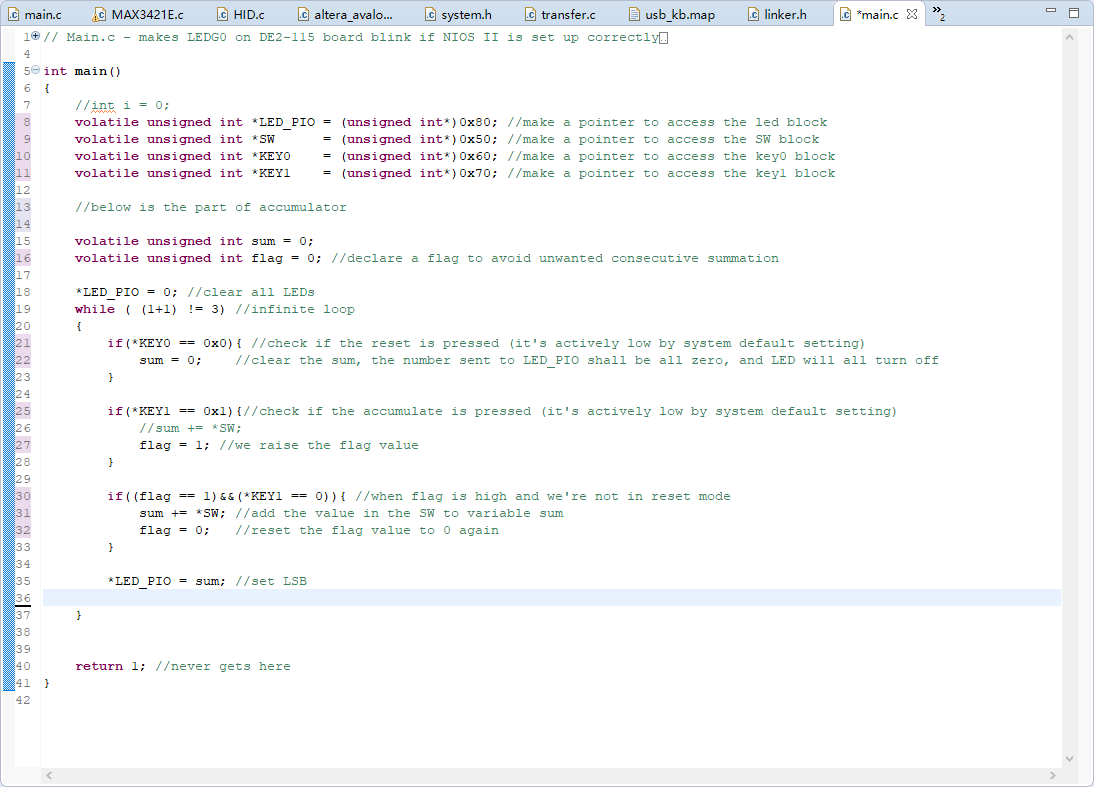 main.c MAX3421E.c HID.c altera_avalo... system.h transfer.c usb_kb.map linker.h *main.c »2
1 // Main.c - makes LEDG0 on DE2-115 board blink if NIOS II is set up correctly
4
5 int main()
6 {
7 //int i = 0;
8 volatile unsigned int *LED_PIO = (unsigned int*)0x80; //make a pointer to access the led block
9 volatile unsigned int *SW = (unsigned int*)0x50; //make a pointer to access the SW block
10 volatile unsigned int *KEY0 = (unsigned int*)0x60; //make a pointer to access the key0 block
11 volatile unsigned int *KEY1 = (unsigned int*)0x70; //make a pointer to access the key1 block
12
13 //below is the part of accumulator
14
15 volatile unsigned int sum = 0;
16 volatile unsigned int flag = 0; //declare a flag to avoid unwanted consecutive summation
17
18 *LED_PIO = 0; //clear all LEDs
19 while ( (1+1) != 3) //infinite loop
20 {
21 if(*KEY0 == 0x0){ //check if the reset is pressed (it's actively low by system default setting)
22 sum = 0; //clear the sum, the number sent to LED_PIO shall be all zero, and LED will all turn off
23 }
24
25 if(*KEY1 == 0x1){//check if the accumulate is pressed (it's actively low by system default setting)
26 //sum += *SW;
27 flag = 1; //we raise the flag value
28 }
29
30 if((flag == 1)&&(*KEY1 == 0)){ //when flag is high and we're not in reset mode
31 sum += *SW; //add the value in the SW to variable sum
32 flag = 0; //reset the flag value to 0 again
33 }
34
35 *LED_PIO = sum; //set LSB
36
37 }
38
39
40 return 1; //never gets here
41 }
42